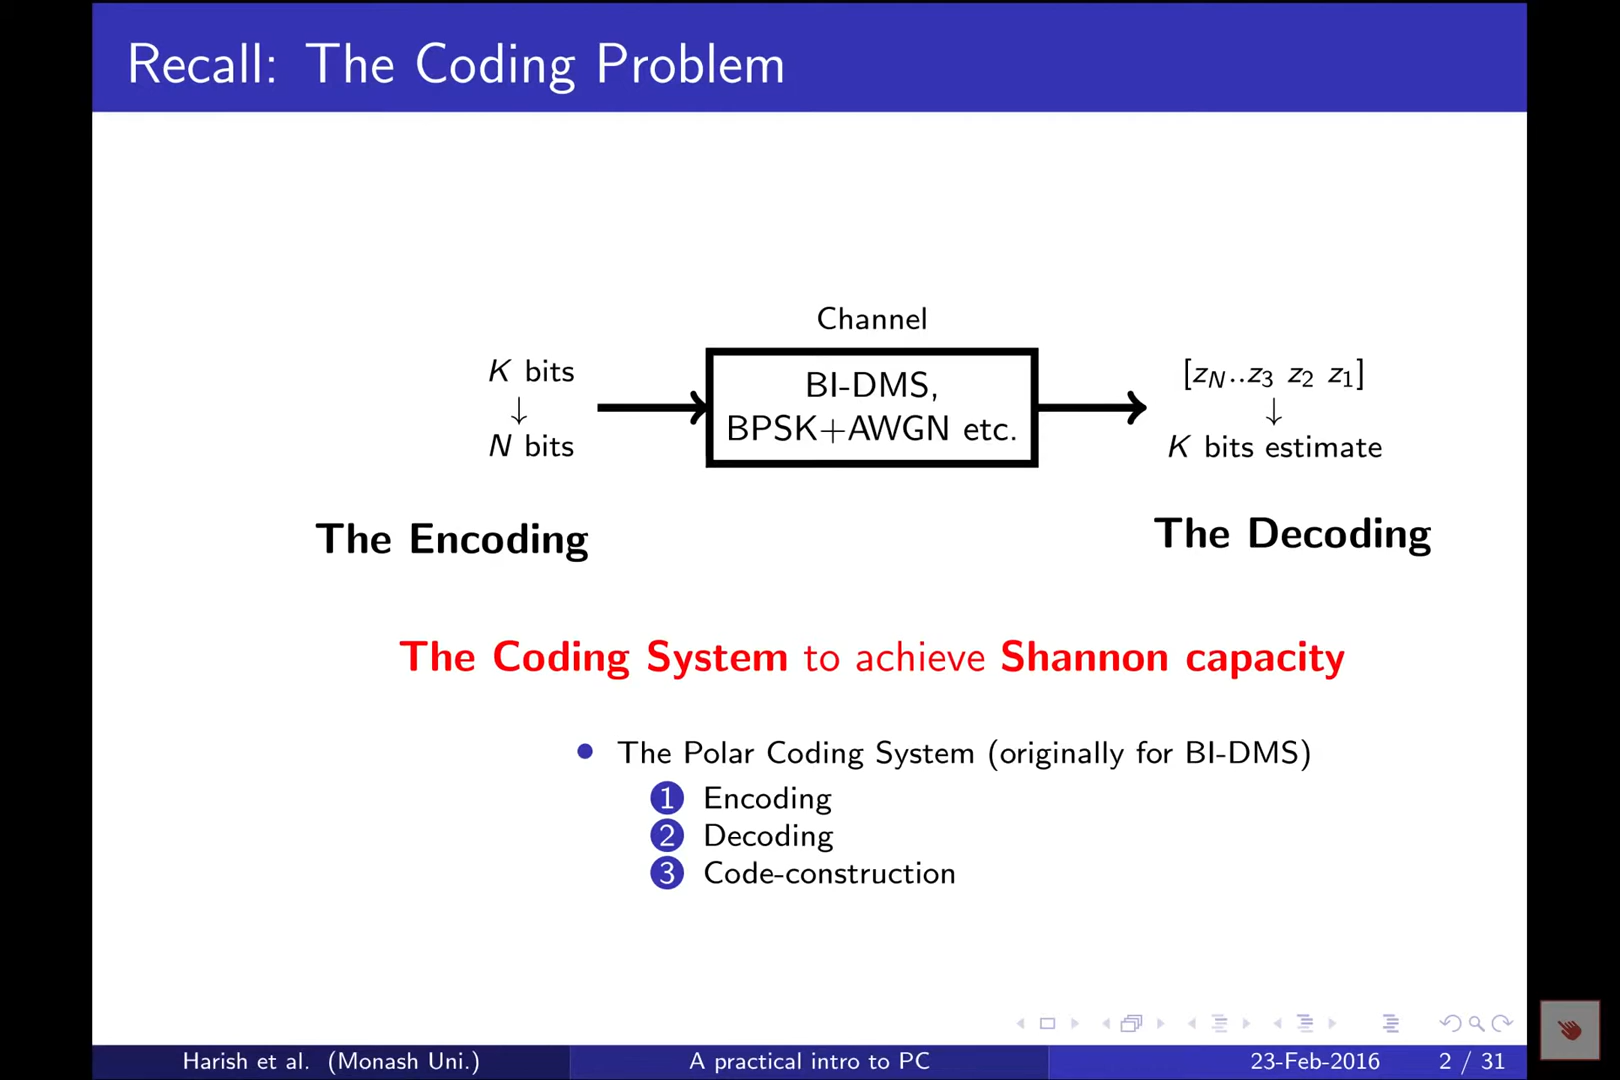 Recall: The Coding Problem
Channel
K bits
↓
N bits
BI-DMS,
BPSK+AWGN etc.
[z_N..z_3 z_2 z_1]
↓
K bits estimate
The Encoding
The Decoding
The Coding System to achieve Shannon capacity
• The Polar Coding System (originally for BI-DMS)
1 Encoding
2 Decoding
3 Code-construction
Harish et al. (Monash Uni.) A practical intro to PC 23-Feb-2016 2 / 31